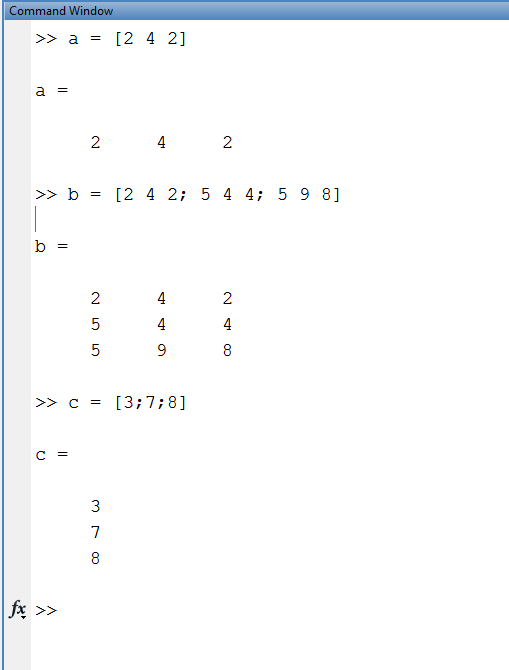 Command Window
>> a = [2 4 2]
a =
2 4 2
>> b = [2 4 2; 5 4 4; 5 9 8]
b =
2 4 2
5 4 4
5 9 8
>> c = [3;7;8]
c =
3
7
8
fx >>